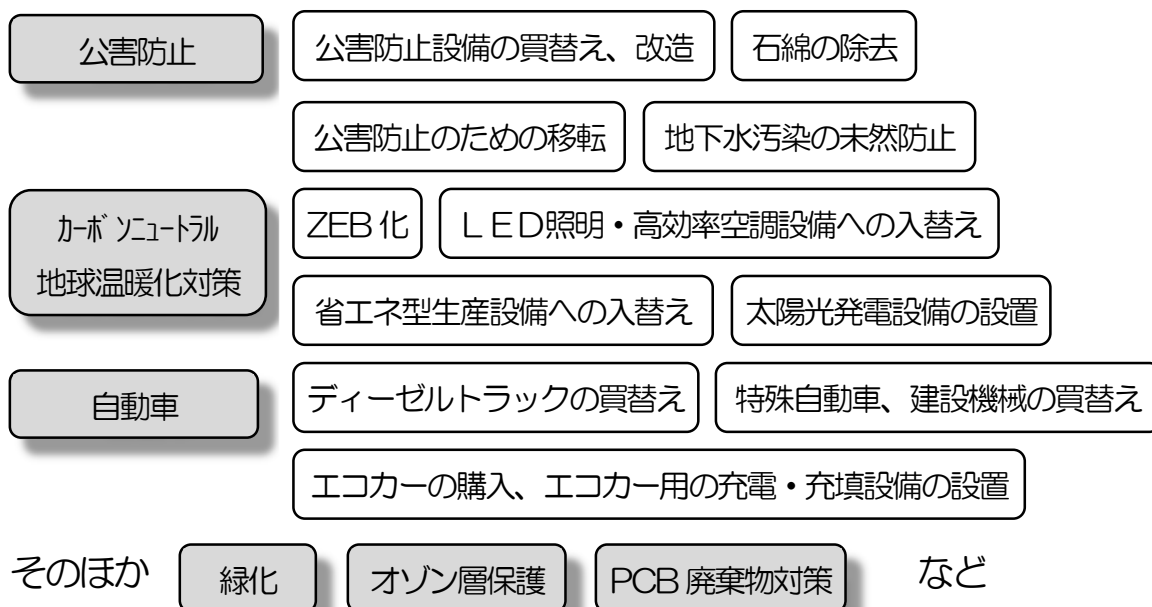 公害防止 公害防止設備の買替え、改造 石綿の除去
公害防止のための移転 地下水汚染の未然防止
ｶｰﾎﾞﾝﾆｭｰﾄﾗﾙ
地球温暖化対策
ZEB化 ＬＥＤ照明・高効率空調設備への入替え
省エネ型生産設備への入替え 太陽光発電設備の設置
自動車 ディーゼルトラックの買替え 特殊自動車、建設機械の買替え
エコカーの購入、エコカー用の充電・充填設備の設置
そのほか 緑化 オゾン層保護 PCB廃棄物対策 など